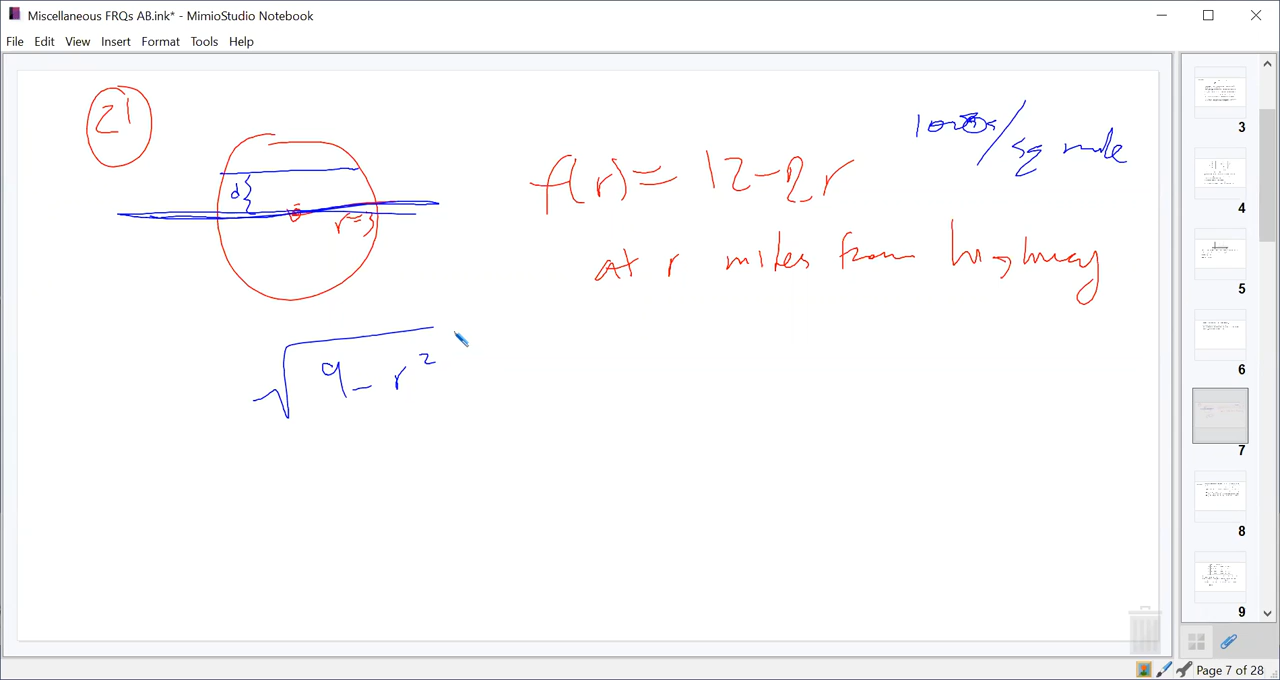 Miscellaneous FRQs AB.ink* - MimioStudio Notebook
File Edit View Insert Format Tools Help
21
f(r) = 12 - 2r
/sq mile
d
r=3
at r miles from highway
√(9 - r²
3
4
5
6
7
8
9
Page 7 of 28